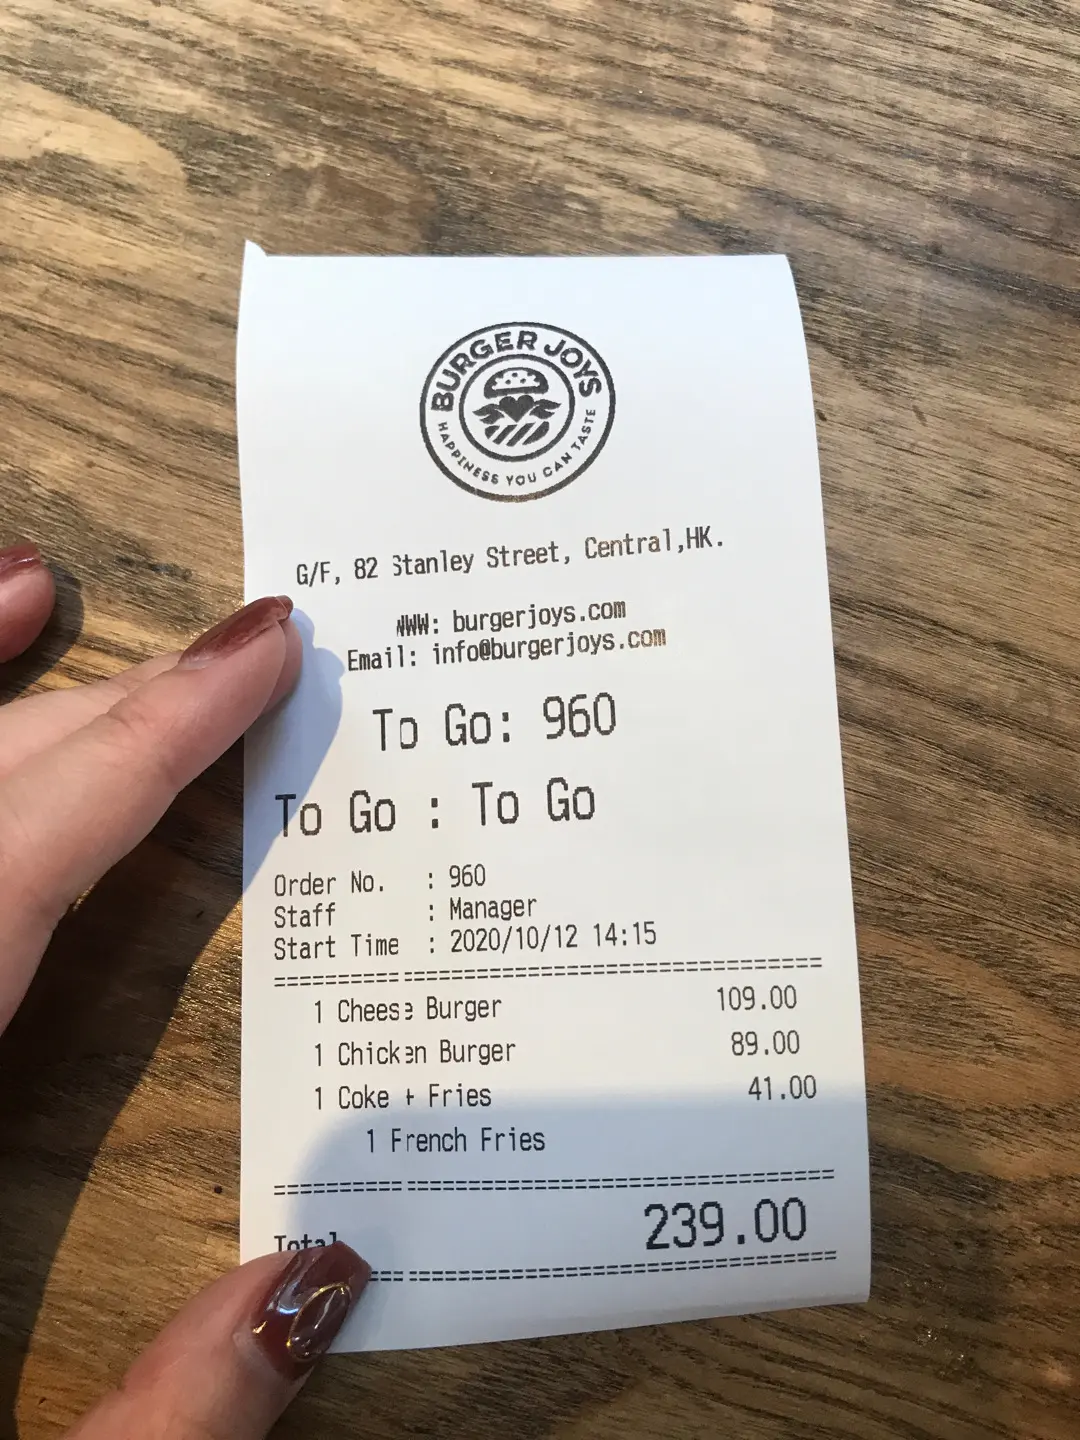 BURGER JOYS
HAPPINESS YOU CAN TASTE
G/F, 82 Stanley Street, Central,HK.
WWW: burgerjoys.com
Email: info@burgerjoys.com
To Go: 960
To Go : To Go
Order No. : 960
Staff : Manager
Start Time : 2020/10/12 14:15
1 Cheese Burger 109.00
1 Chicken Burger 89.00
1 Coke + Fries 41.00
1 French Fries
Total 239.00